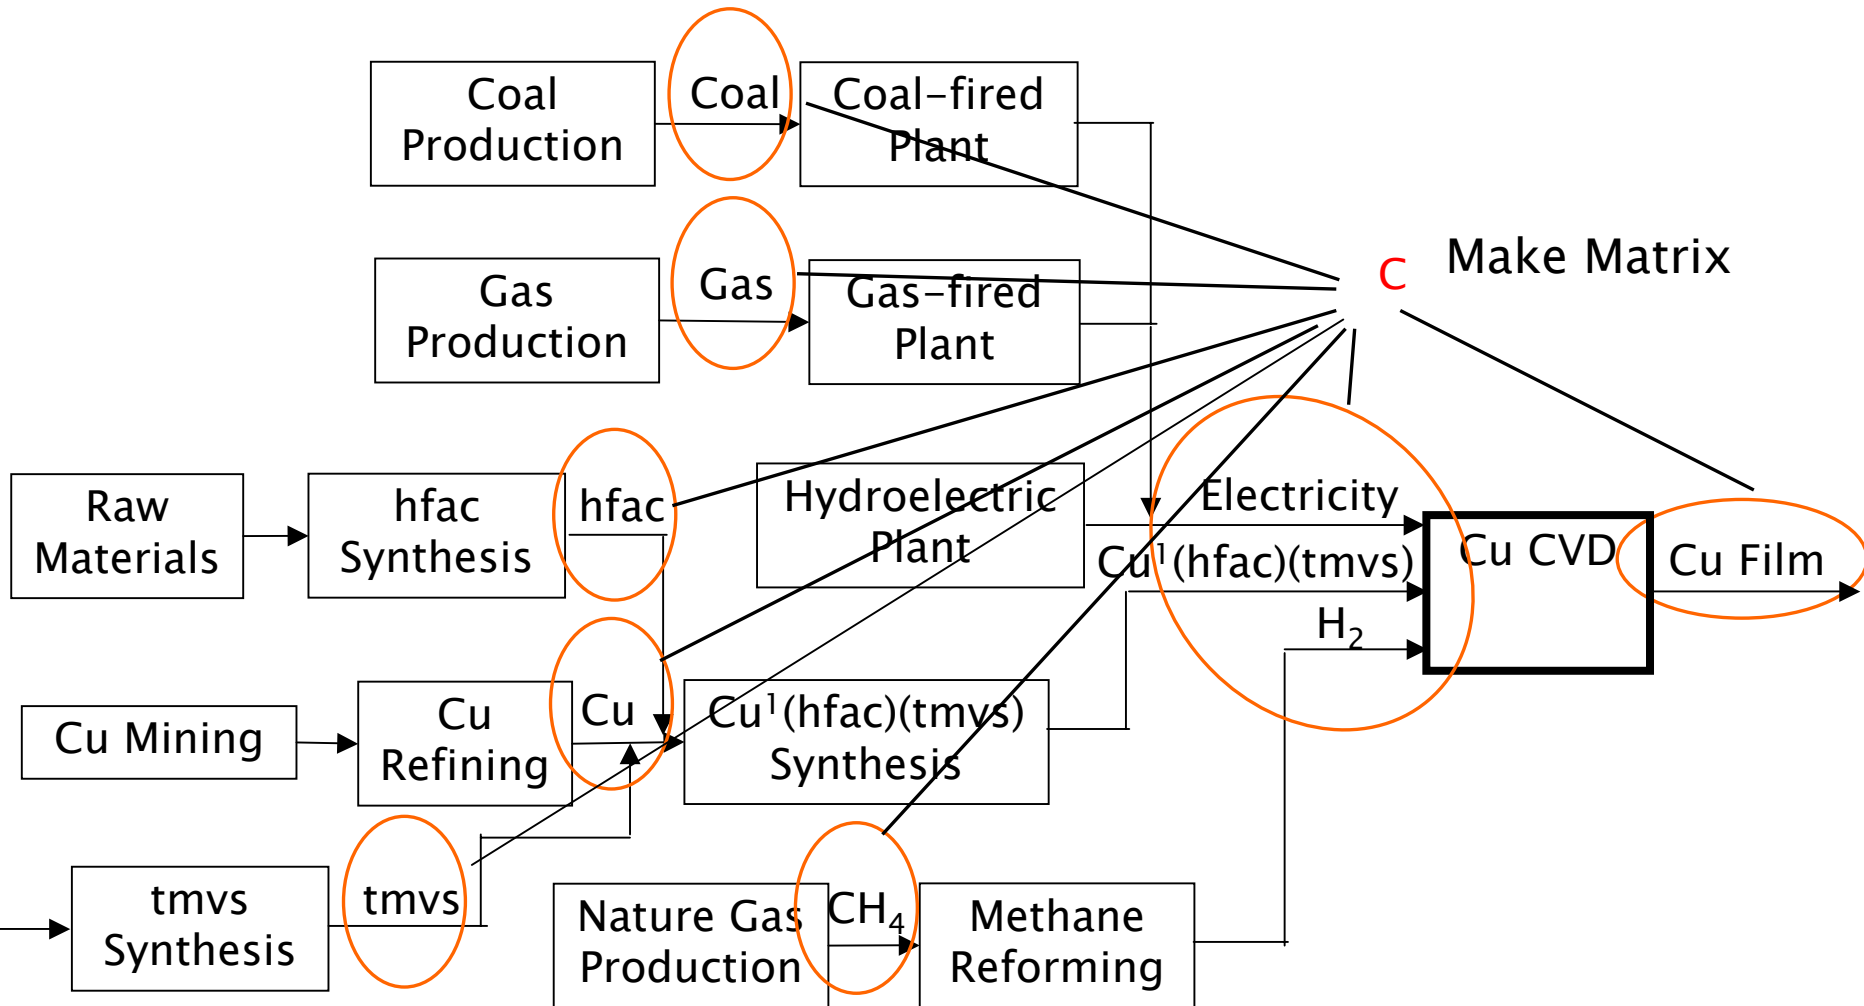 Coal
Production
Coal
Coal-fired
Plant
Gas
Production
Gas
Gas-fired
Plant
C
Make Matrix
Raw
Materials
hfac
Synthesis
hfac
Hydroelectric
Plant
Electricity
Cu¹(hfac)(tmvs)
H₂
Cu CVD
Cu Film
Cu Mining
Cu
Refining
Cu
Cu¹(hfac)(tmvs)
Synthesis
tmvs
Synthesis
tmvs
Nature Gas
Production
CH₄
Methane
Reforming